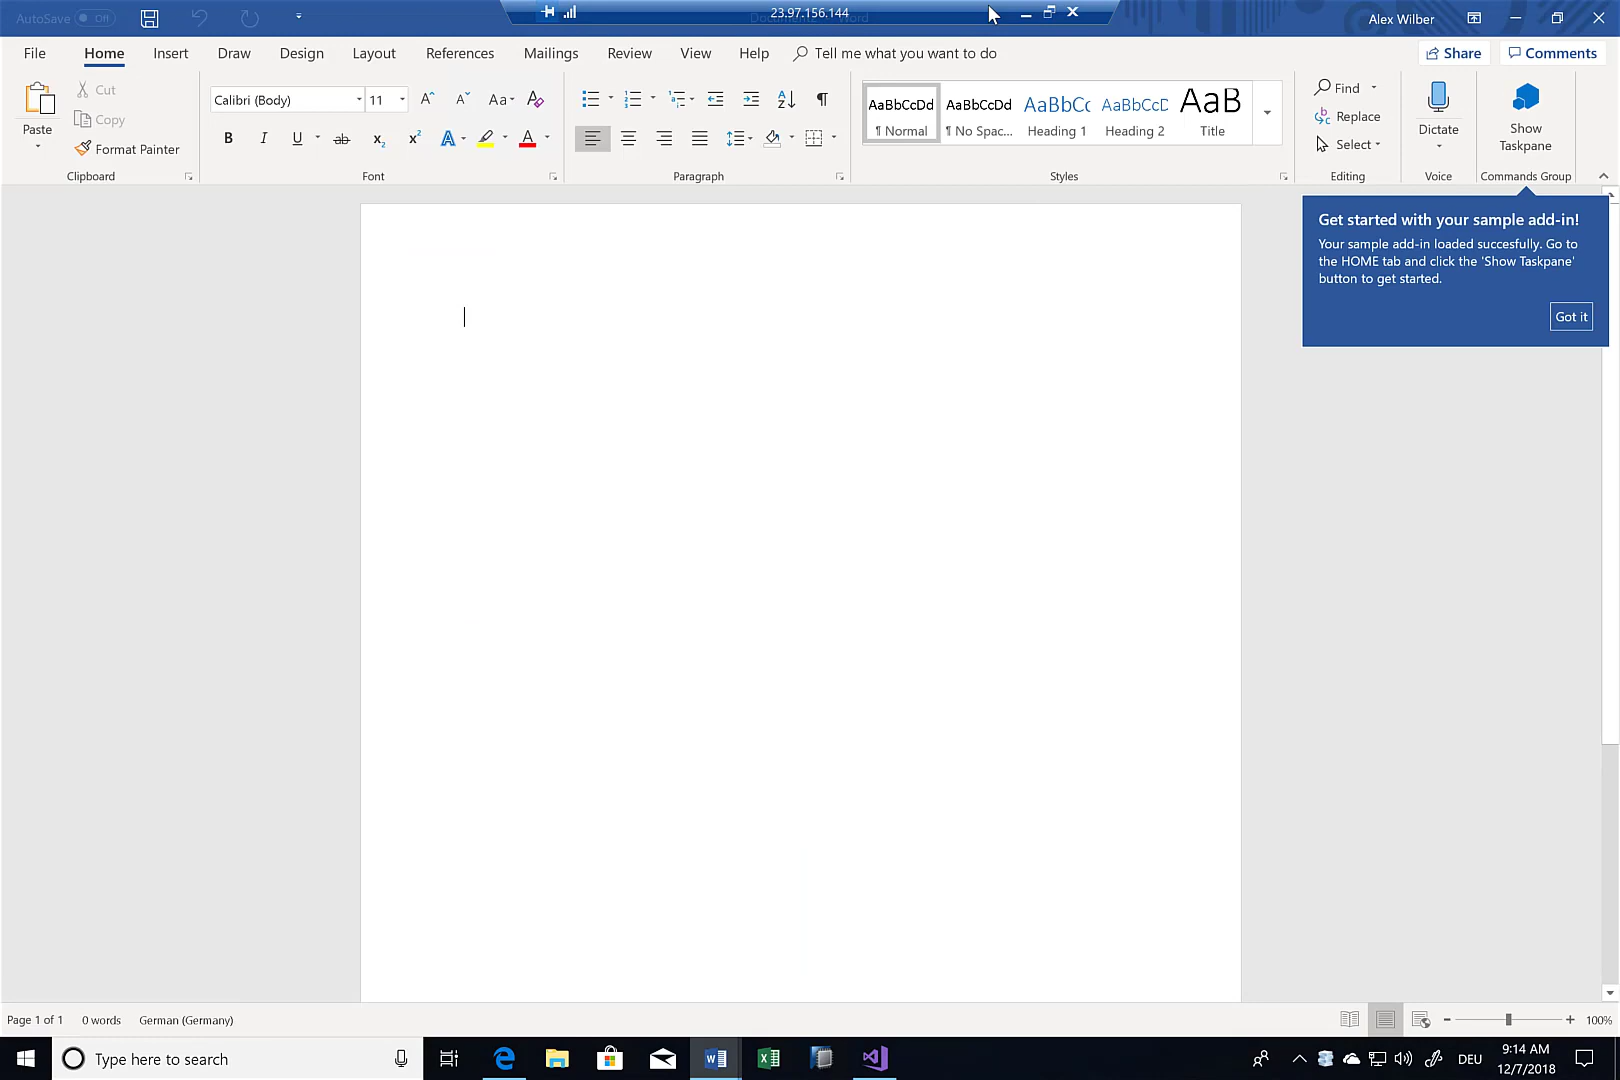 AutoSave Off
23.97.156.144
Alex Wilber
File Home Insert Draw Design Layout References Mailings Review View Help Tell me what you want to do Share Comments
Paste
Cut
Copy
Format Painter
Clipboard
Calibri (Body) 11
Aa
B I U ab x₂ x² A A
Font
Paragraph
AaBbCcDd AaBbCcDd AaBbCc AaBbCcD AaB
¶ Normal ¶ No Spac... Heading 1 Heading 2 Title
Styles
Find
Replace
Select
Editing
Dictate
Voice
Show
Taskpane
Commands Group
Get started with your sample add-in!
Your sample add-in loaded succesfully. Go to
the HOME tab and click the 'Show Taskpane'
button to get started.
Got it
Page 1 of 1 0 words German (Germany)
100%
Type here to search
DEU
9:14 AM
12/7/2018